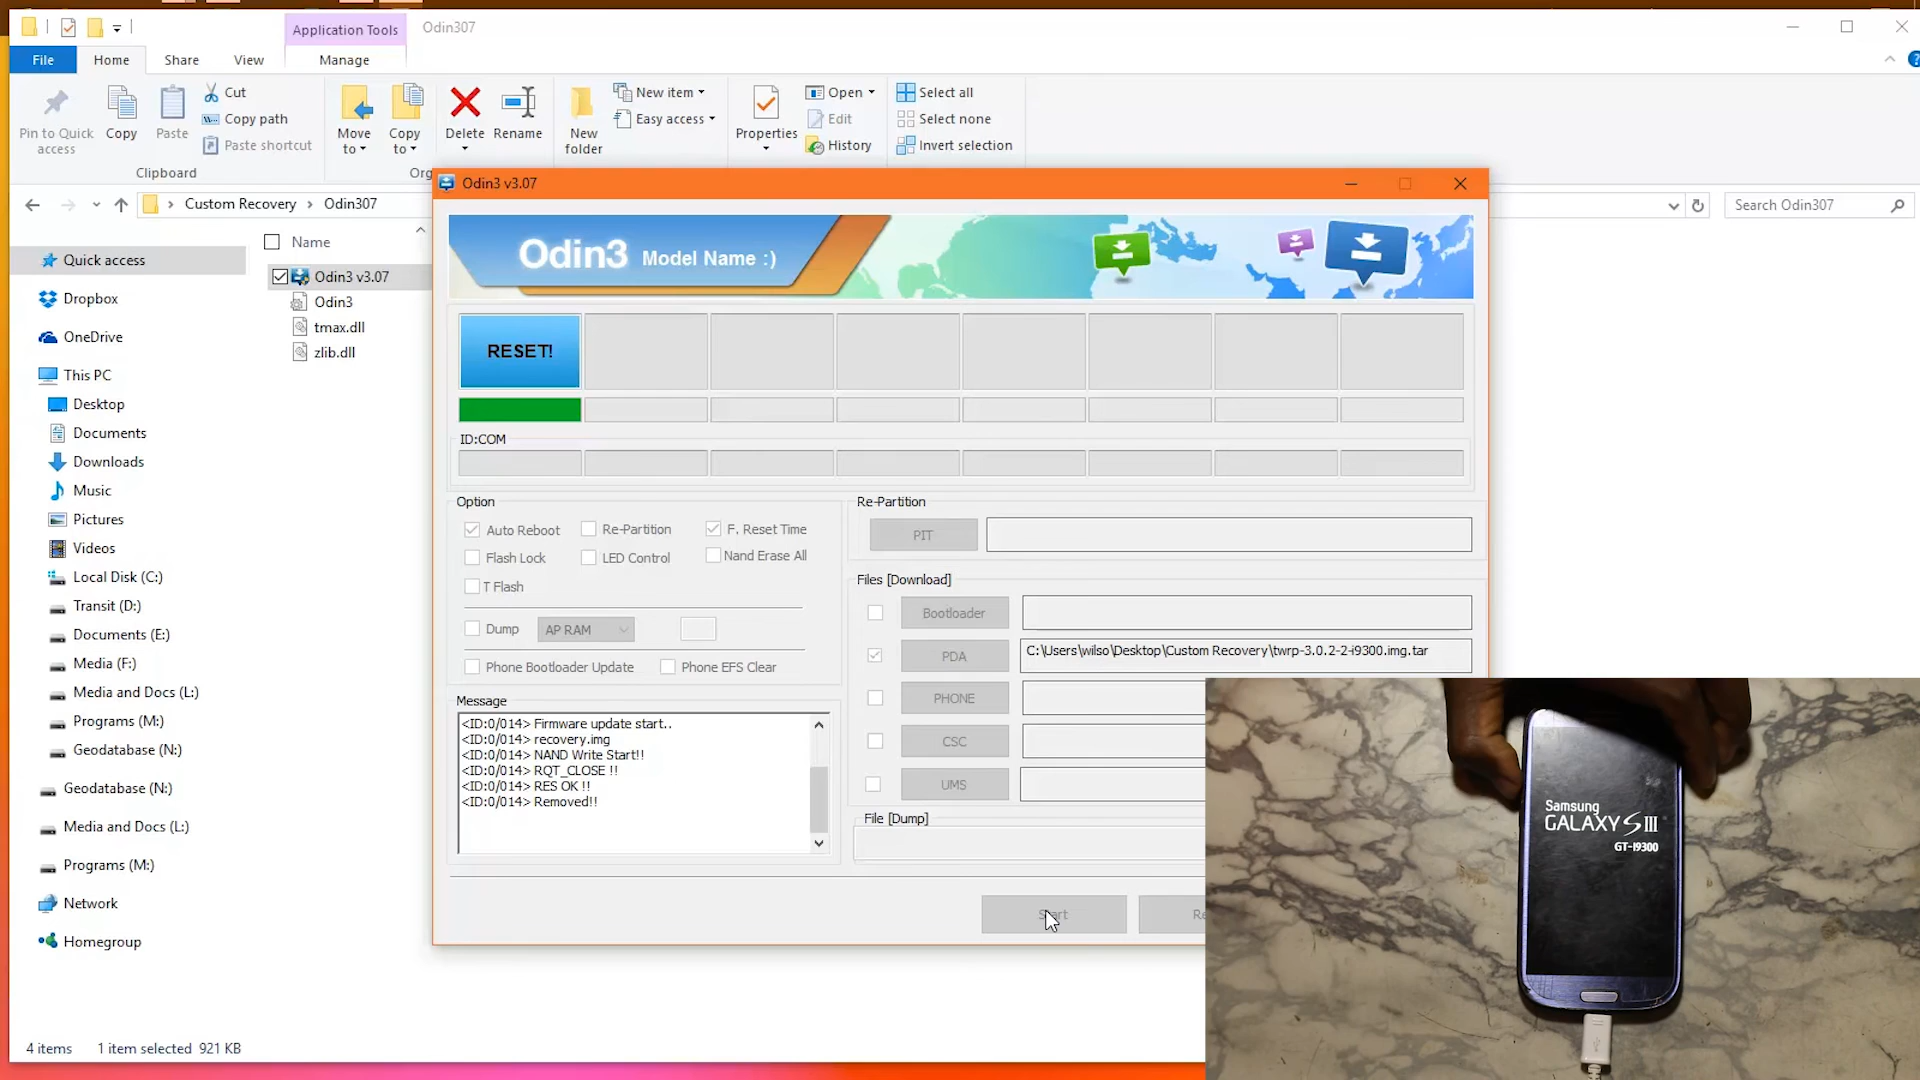 Application Tools
Odin307
File
Home
Share
View
Manage
Pin to Quick access
Copy
Paste
Cut
Copy path
Paste shortcut
Clipboard
Move to
Copy to
Delete
Rename
New folder
New item
Easy access
Properties
Open
Edit
History
Select all
Select none
Invert selection
Custom Recovery
Odin307
Search Odin307
Quick access
Dropbox
OneDrive
This PC
Desktop
Documents
Downloads
Music
Pictures
Videos
Local Disk (C:)
Transit (D:)
Documents (E:)
Media (F:)
Media and Docs (L:)
Programs (M:)
Geodatabase (N:)
Geodatabase (N:)
Media and Docs (L:)
Programs (M:)
Network
Homegroup
Name
Odin3 v3.07
Odin3
tmax.dll
zlib.dll
4 items 1 item selected 921 KB
Odin3 v3.07
Odin3 Model Name :)
RESET!
ID:COM
Option
Auto Reboot
Re-Partition
F. Reset Time
Flash Lock
LED Control
Nand Erase All
T Flash
Dump
AP RAM
Phone Bootloader Update
Phone EFS Clear
Message
<ID:0/014> Firmware update start..
<ID:0/014> recovery.img
<ID:0/014> NAND Write Start!!
<ID:0/014> RQT_CLOSE !!
<ID:0/014> RES OK !!
<ID:0/014> Removed!!
Re-Partition
PIT
Files [Download]
Bootloader
PDA
C:\Users\wilso\Desktop\Custom Recovery\twrp-3.0.2-2-i9300.img.tar
PHONE
CSC
UMS
File [Dump]
Samsung
GALAXY S III
GT-I9300